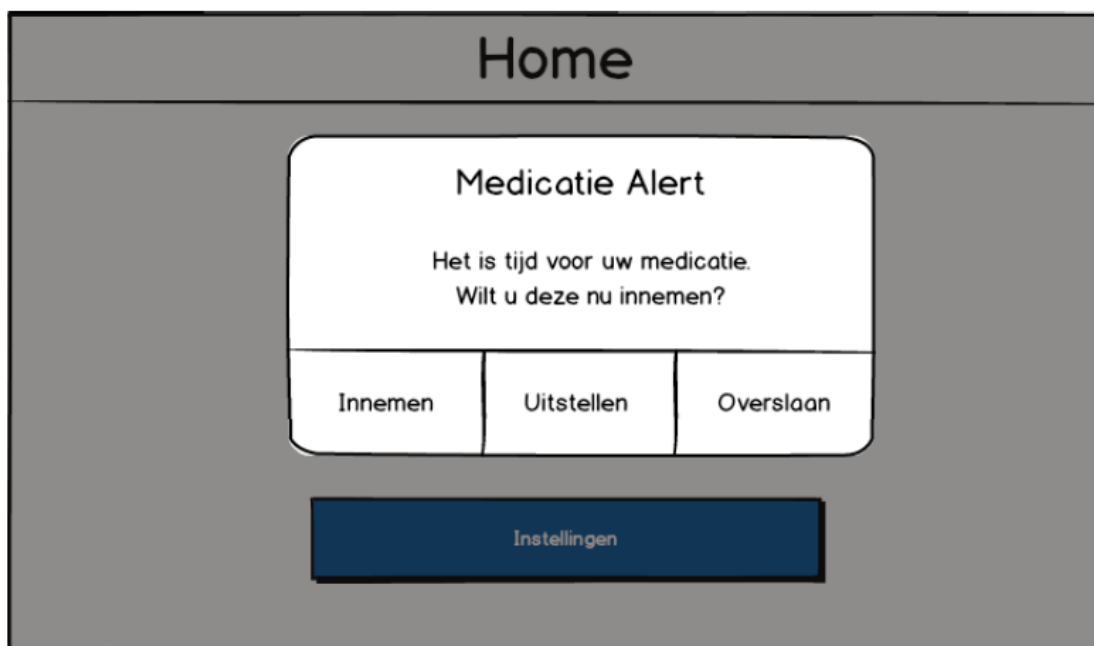 Home
Medicatie Alert
Het is tijd voor uw medicatie.
Wilt u deze nu innemen?
Innemen
Uitstellen
Overslaan
Instellingen